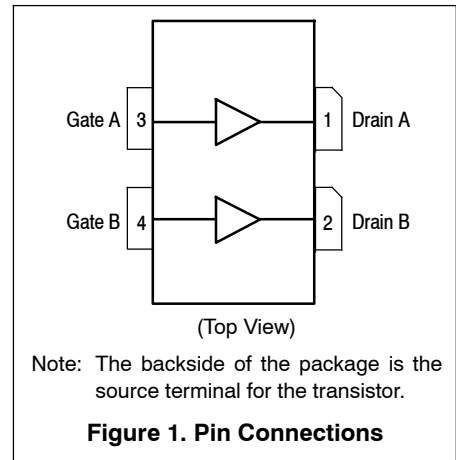 Gate A 3 1 Drain A
Gate B 4 2 Drain B
(Top View)
Note: The backside of the package is the
source terminal for the transistor.
Figure 1. Pin Connections